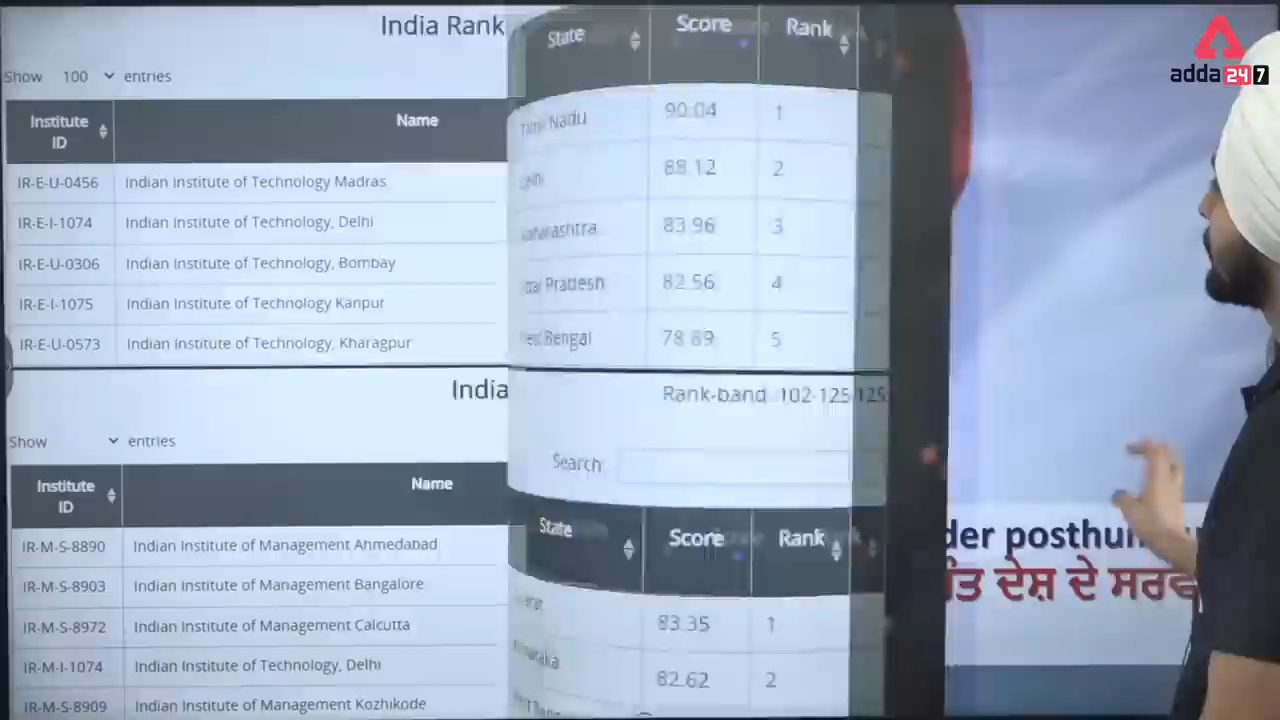 India Rank
State Score Rank
adda 247
Show 100 entries
Institute ID Name
IR-E-U-0456 Indian Institute of Technology Madras Nadu 90.04 1
IR-E-I-1074 Indian Institute of Technology, Delhi 88.12 2
IR-E-U-0306 Indian Institute of Technology, Bombay 83.96 3
IR-E-I-1075 Indian Institute of Technology Kanpur Pradesh 82.56 4
IR-E-U-0573 Indian Institute of Technology, Kharagpur Bengal 78.89 5
India
Rank-band 102-125 125
Show entries
Search:
Institute ID Name
State Score Rank
IR-M-S-8890 Indian Institute of Management Ahmedabad
IR-M-S-8903 Indian Institute of Management Bangalore
IR-M-S-8972 Indian Institute of Management Calcutta 83.35 1
IR-M-I-1074 Indian Institute of Technology, Delhi 82.62 2
IR-M-S-8909 Indian Institute of Management Kozhikode
der
ਦੇਸ਼ ਦੇ